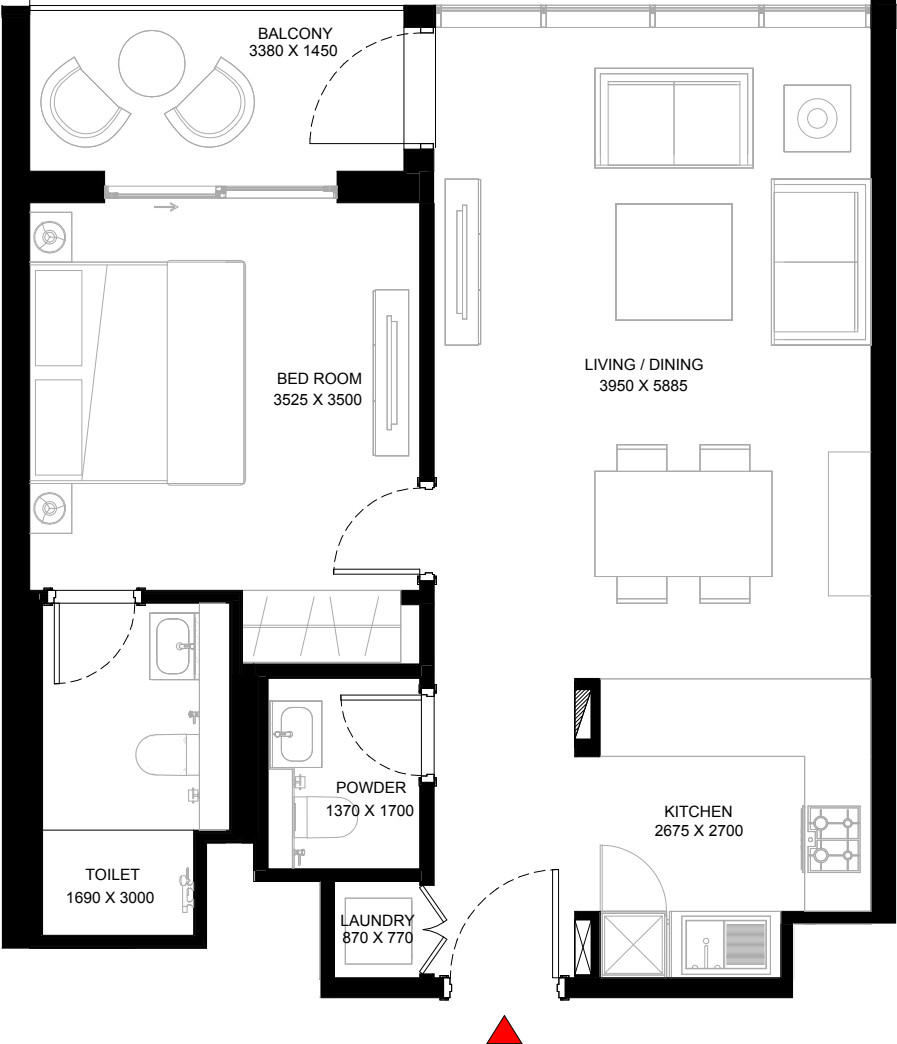 BALCONY
3380 X 1450
BED ROOM
3525 X 3500
LIVING / DINING
3950 X 5885
POWDER
1370 X 1700
KITCHEN
2675 X 2700
TOILET
1690 X 3000
LAUNDRY
870 X 770